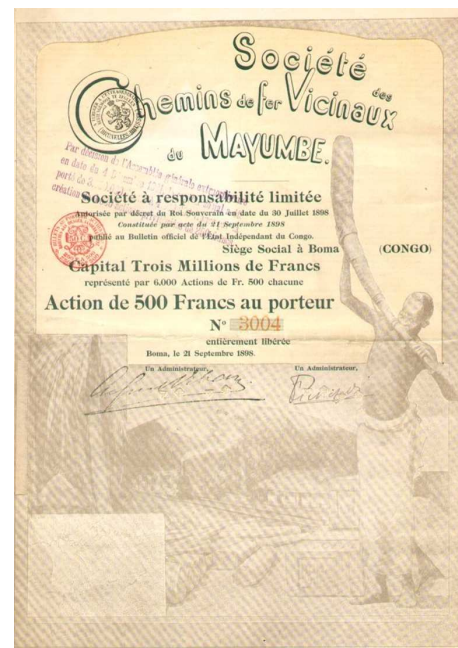 Société
des
Chemins de fer Vicinaux
du MAYUMBE.
Par décision de l'Assemblée générale extraordinaire
en date du
Société à responsabilité limitée
Autorisée par décret du Roi Souverain en date du 30 Juillet 1898
Constituée par acte du 21 Septembre 1898
publié au Bulletin officiel de l'État Indépendant du Congo.
Siège Social à Boma (CONGO)
Capital Trois Millions de Francs
représenté par 6.000 Actions de Fr. 500 chacune
Action de 500 Francs au porteur
N° 3004
entièrement libérée
Boma, le 21 Septembre 1898.
Un Administrateur, Un Administrateur,